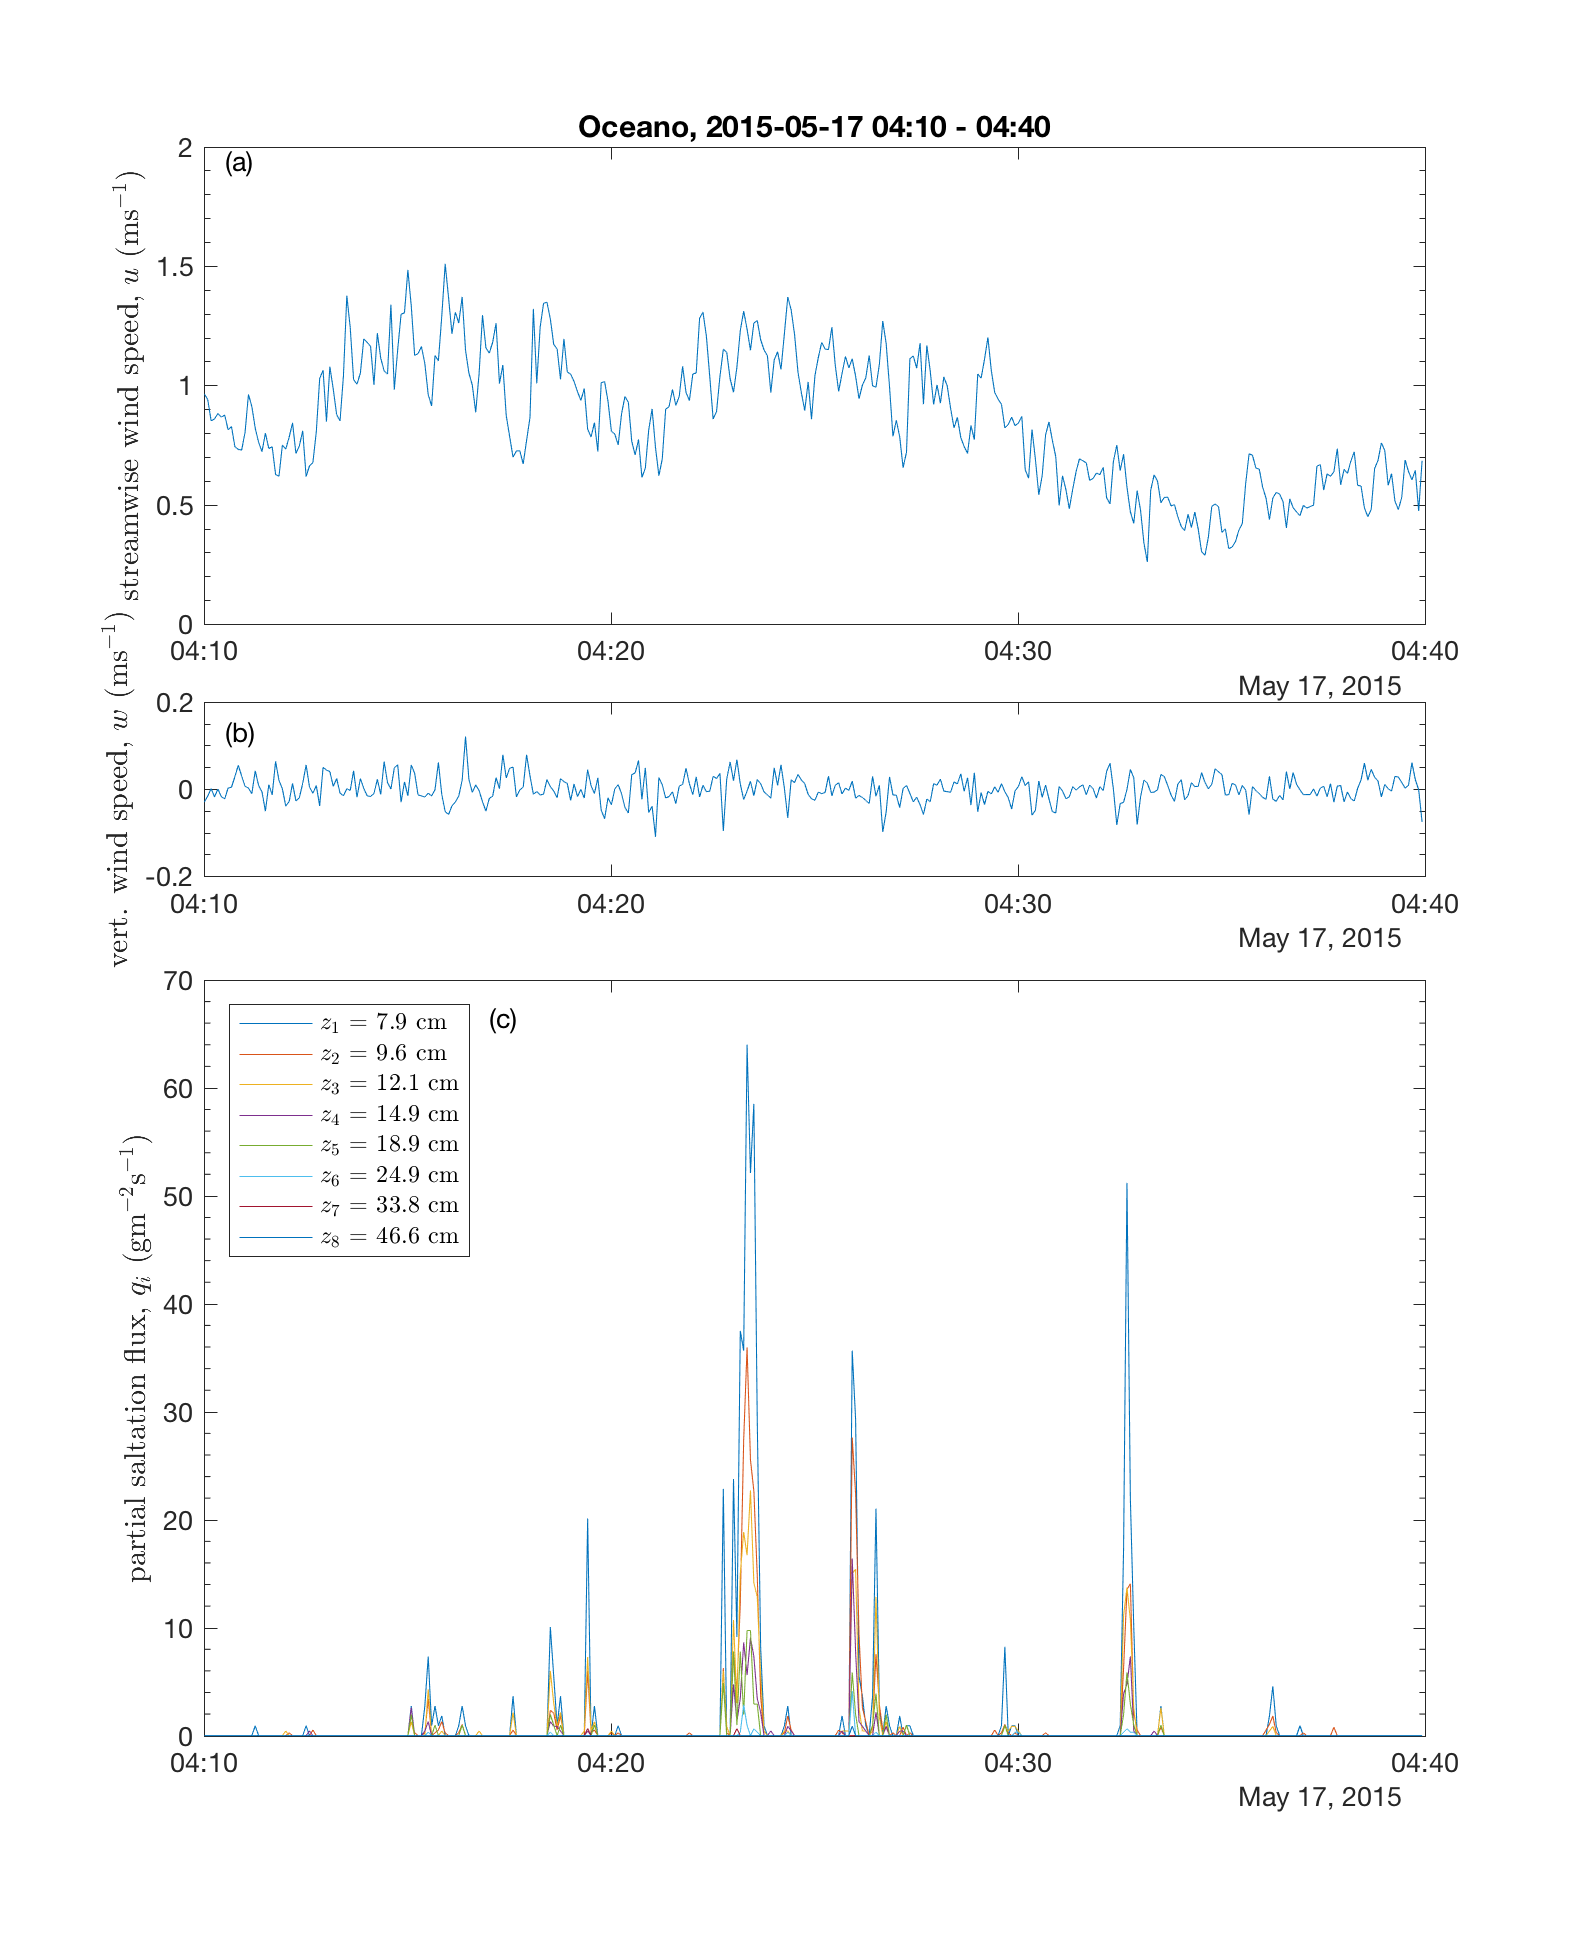 Oceano, 2015-05-17 04:10 - 04:40
(a)
streamwise wind speed, u (ms⁻¹)
2
1.5
1
0.5
0
04:10 04:20 04:30 04:40
May 17, 2015
(b)
vert. wind speed, w (ms⁻¹)
0.2
0
-0.2
04:10 04:20 04:30 04:40
May 17, 2015
(c)
partial saltation flux, qᵢ (gm⁻²s⁻¹)
70
60
50
40
30
20
10
0
z₁ = 7.9 cm
z₂ = 9.6 cm
z₃ = 12.1 cm
z₄ = 14.9 cm
z₅ = 18.9 cm
z₆ = 24.9 cm
z₇ = 33.8 cm
z₈ = 46.6 cm
04:10 04:20 04:30 04:40
May 17, 2015